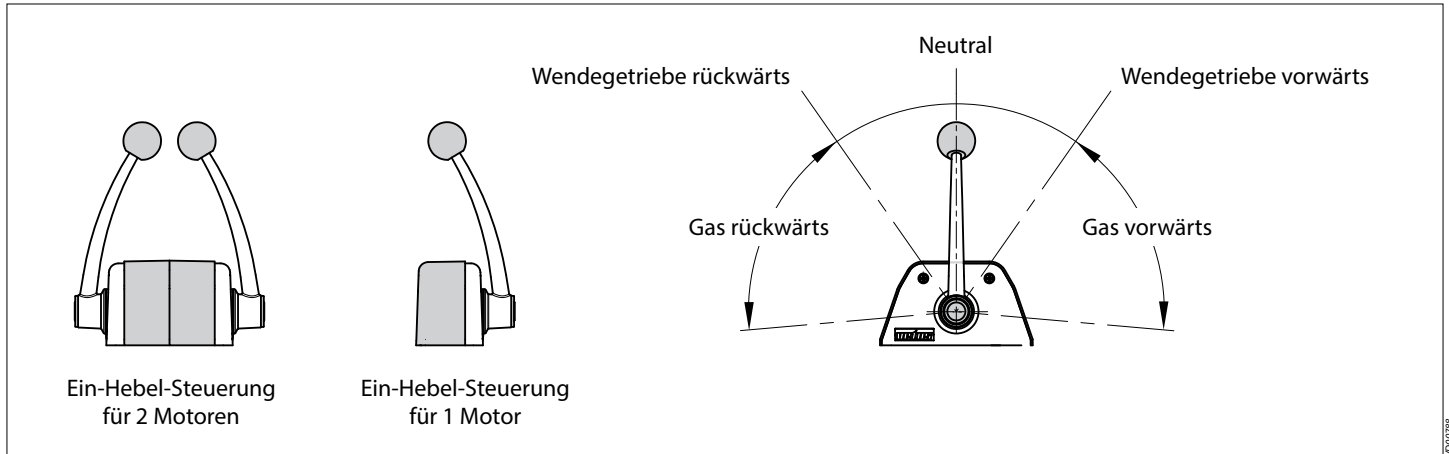 Neutral
Wendegetriebe rückwärts
Wendegetriebe vorwärts
Gas rückwärts
Gas vorwärts
Ein-Hebel-Steuerung
für 2 Motoren
Ein-Hebel-Steuerung
für 1 Motor